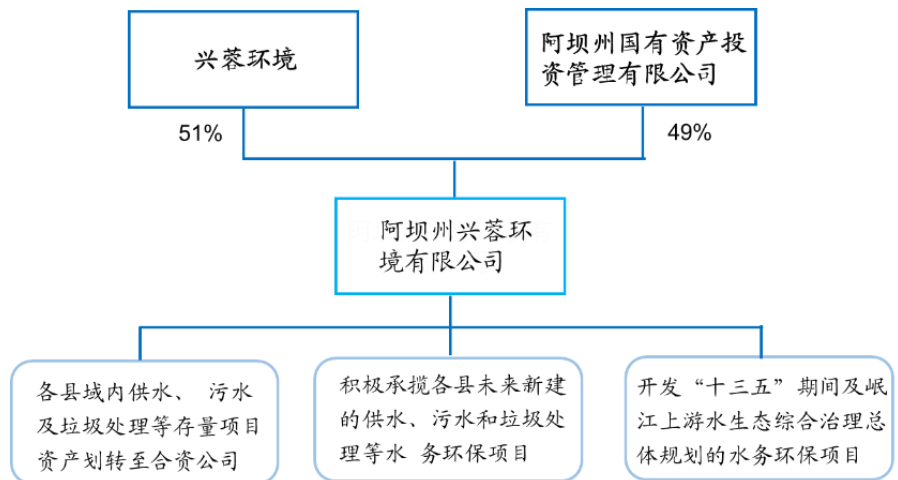 兴蓉环境
阿坝州国有资产投
资管理有限公司
51%
49%
阿坝州兴蓉环
境有限公司
各县域内供水、 污水
及垃圾处理等存量项目
资产划转至合资公司
积极承揽各县未来新建
的供水、污水和垃圾处
理等水 务环保项目
开发“十三五”期间及岷
江上游水生态综合治理总
体规划的水务环保项目